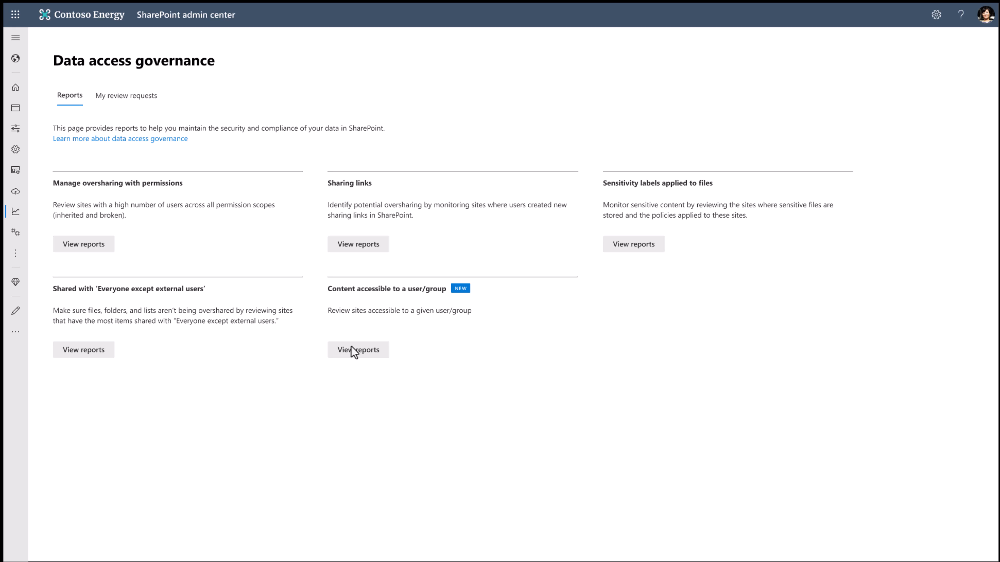 Contoso Energy SharePoint admin center
Data access governance
Reports My review requests
This page provides reports to help you maintain the security and compliance of your data in SharePoint.
Learn more about data access governance
Manage oversharing with permissions
Review sites with a high number of users across all permission scopes
(inherited and broken).
View reports
Sharing links
Identify potential oversharing by monitoring sites where users created new
sharing links in SharePoint.
View reports
Sensitivity labels applied to files
Monitor sensitive content by reviewing the sites where sensitive files are
stored and the policies applied to these sites.
View reports
Shared with ‘Everyone except external users’
Make sure files, folders, and lists aren’t being overshared by reviewing sites
that have the most items shared with “Everyone except external users.”
View reports
Content accessible to a user/group NEW
Review sites accessible to a given user/group
View reports